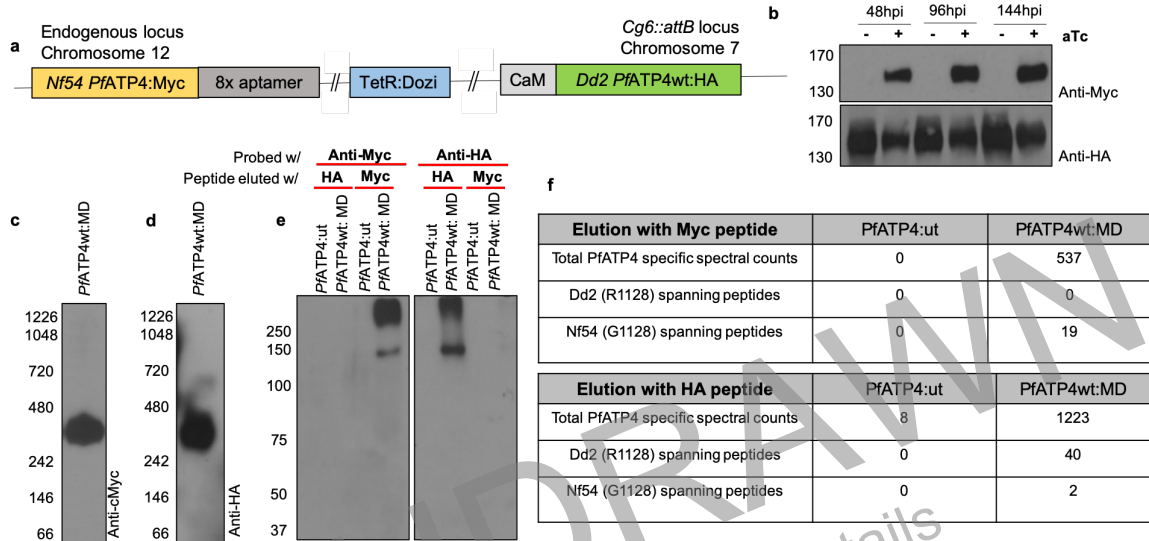 a
Endogenous locus
Chromosome 12
Cg6::attB locus
Chromosome 7
Nf54 PfATP4:Myc
8x aptamer
//
TetR:Dozi
//
CaM
Dd2 PfATP4wt:HA
b
48hpi 96hpi 144hpi
- + - + - + aTc
170
130
Anti-Myc
170
130
Anti-HA
c
PfATP4wt:MD
1226
1048
720
480
242
146
66
Anti-cMyc
d
PfATP4wt:MD
1226
1048
720
480
242
146
66
Anti-HA
e
Probed w/ Anti-Myc Anti-HA
Peptide eluted w/ HA Myc HA Myc
PfATP4:ut
PfATP4wt: MD
PfATP4:ut
PfATP4wt: MD
PfATP4:ut
PfATP4wt: MD
PfATP4:ut
PfATP4wt: MD
250
150
100
75
50
37
f
Elution with Myc peptide PfATP4:ut PfATP4wt:MD
Total PfATP4 specific spectral counts 0 537
Dd2 (R1128) spanning peptides 0 0
Nf54 (G1128) spanning peptides 0 19
Elution with HA peptide PfATP4:ut PfATP4wt:MD
Total PfATP4 specific spectral counts 8 1223
Dd2 (R1128) spanning peptides 0 40
Nf54 (G1128) spanning peptides 0 2
DRAWN
tails